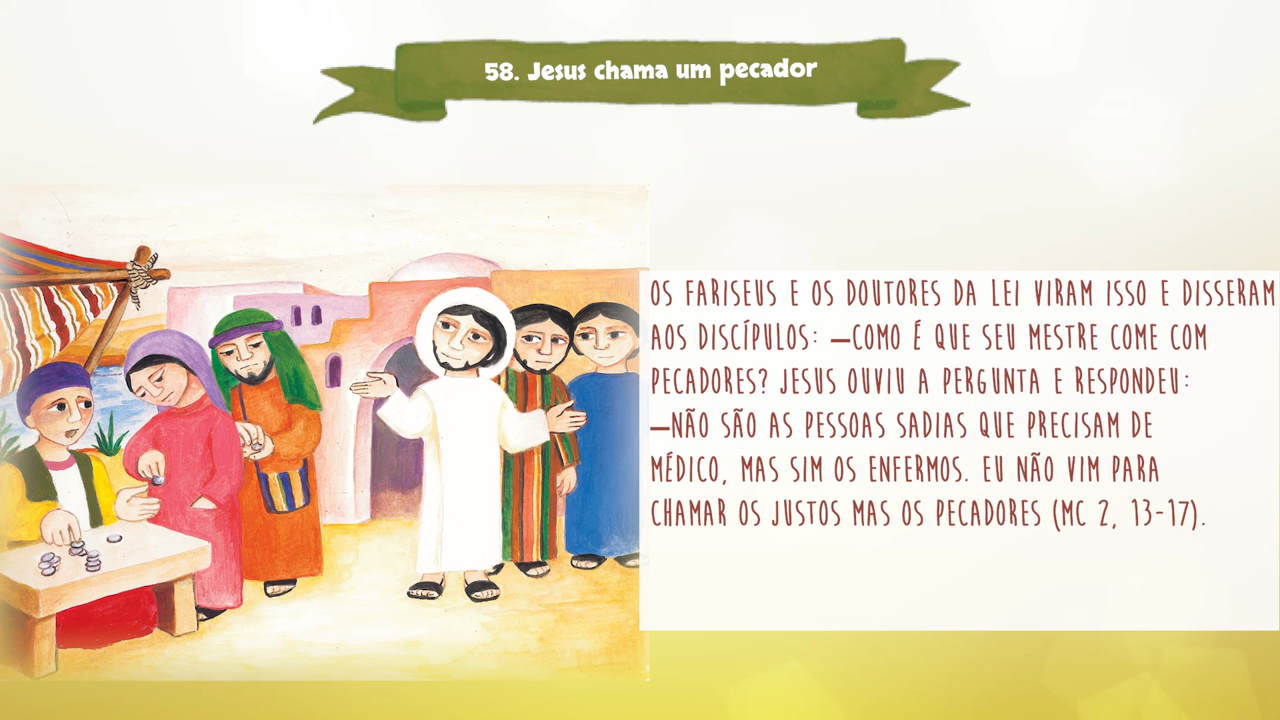 58. Jesus chama um pecador
OS FARISEUS E OS DOUTORES DA LEI VIRAM ISSO E DISSERAM
AOS DISCÍPULOS: —COMO É QUE SEU MESTRE COME COM
PECADORES? JESUS OUVIU A PERGUNTA E RESPONDEU:
—NÃO SÃO AS PESSOAS SADIAS QUE PRECISAM DE
MÉDICO, MAS SIM OS ENFERMOS. EU NÃO VIM PARA
CHAMAR OS JUSTOS MAS OS PECADORES (MC 2, 13-17).